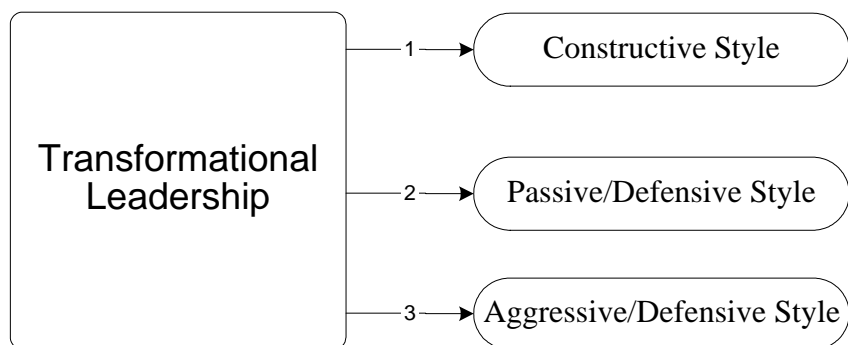 Transformational
Leadership
1
Constructive Style
2
Passive/Defensive Style
3
Aggressive/Defensive Style